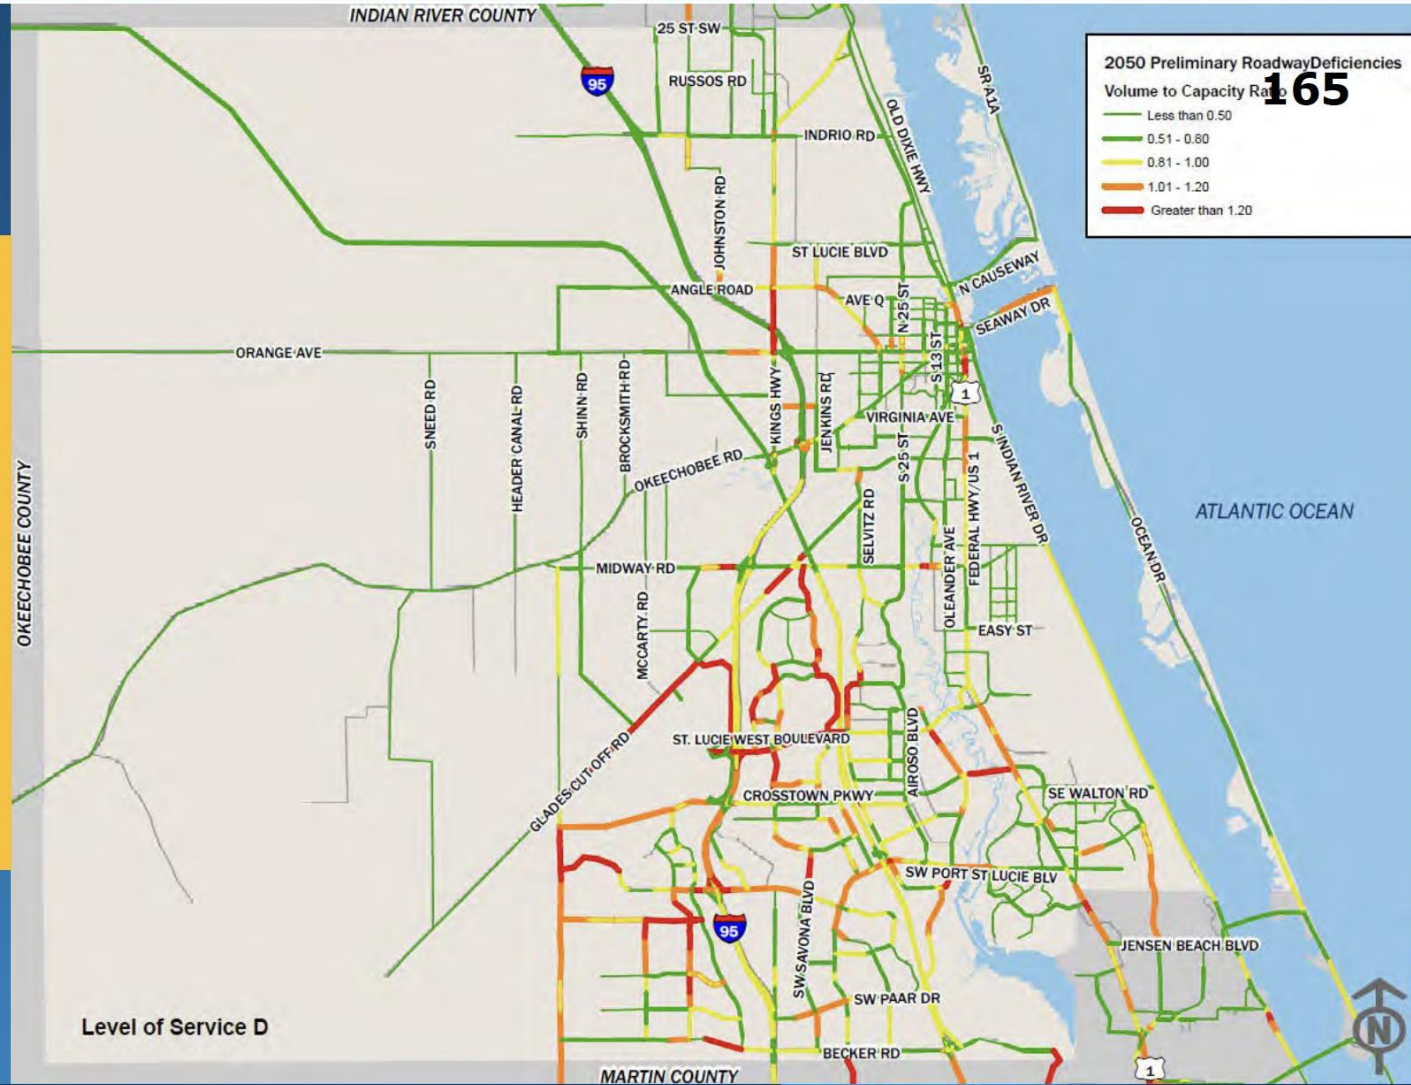 INDIAN RIVER COUNTY
25 ST SW
95
RUSSOS RD
SR A1A
2050 Preliminary RoadwayDeficiencies
Volume to Capacity Ratio
165
Less than 0.50
0.51 - 0.80
0.81 - 1.00
1.01 - 1.20
Greater than 1.20
INDRIO RD
OLD DIXIE HWY
JOHNSTON RD
ST LUCIE BLVD
N CAUSEWAY
ANGLE ROAD
AVE Q
N 25 ST
SEAWAY DR
ORANGE AVE
S 13 ST
SNEED RD
HEADER CANAL RD
SHINN RD
BROCKSMITH RD
KINGS HWY
JENKINS RD
1
VIRGINIA AVE
OKEECHOBEE RD
S 25 ST
S INDIAN RIVER DR
OKEECHOBEE COUNTY
SELVITZ RD
FEDERAL HWY/US 1
ATLANTIC OCEAN
OCEAN DR
MIDWAY RD
OLEANDER AVE
MCCARTY RD
EASY ST
ST. LUCIE WEST BOULEVARD
AIROSO BLVD
GLADES CUT OFF RD
CROSSTOWN PKWY
SE WALTON RD
SW PORT ST LUCIE BLV
95
SW SAVONA BLVD
JENSEN BEACH BLVD
SW PAAR DR
Level of Service D
BECKER RD
N
MARTIN COUNTY
1